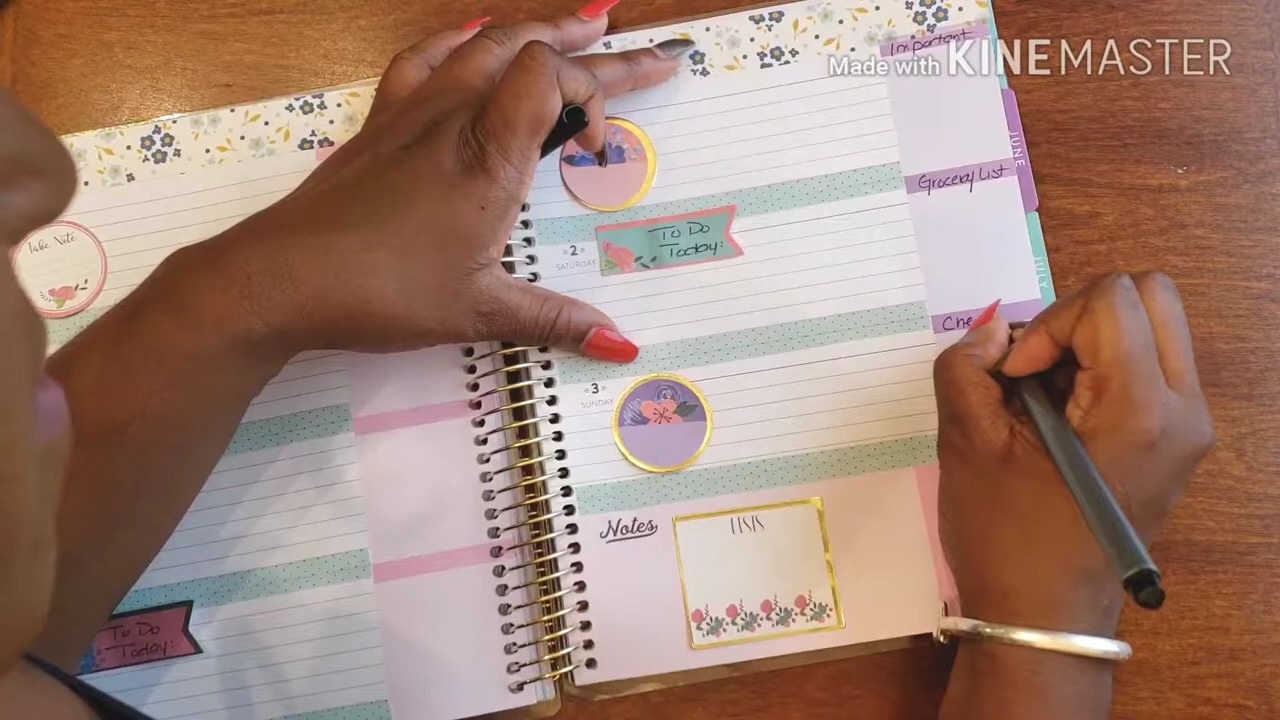 Made with KINEMASTER
Important
JUNE
Grocery List
Take Note
To Do
Today:
2
SATURDAY
JULY
3
SUNDAY
Notes
LISTS
To Do
Today: